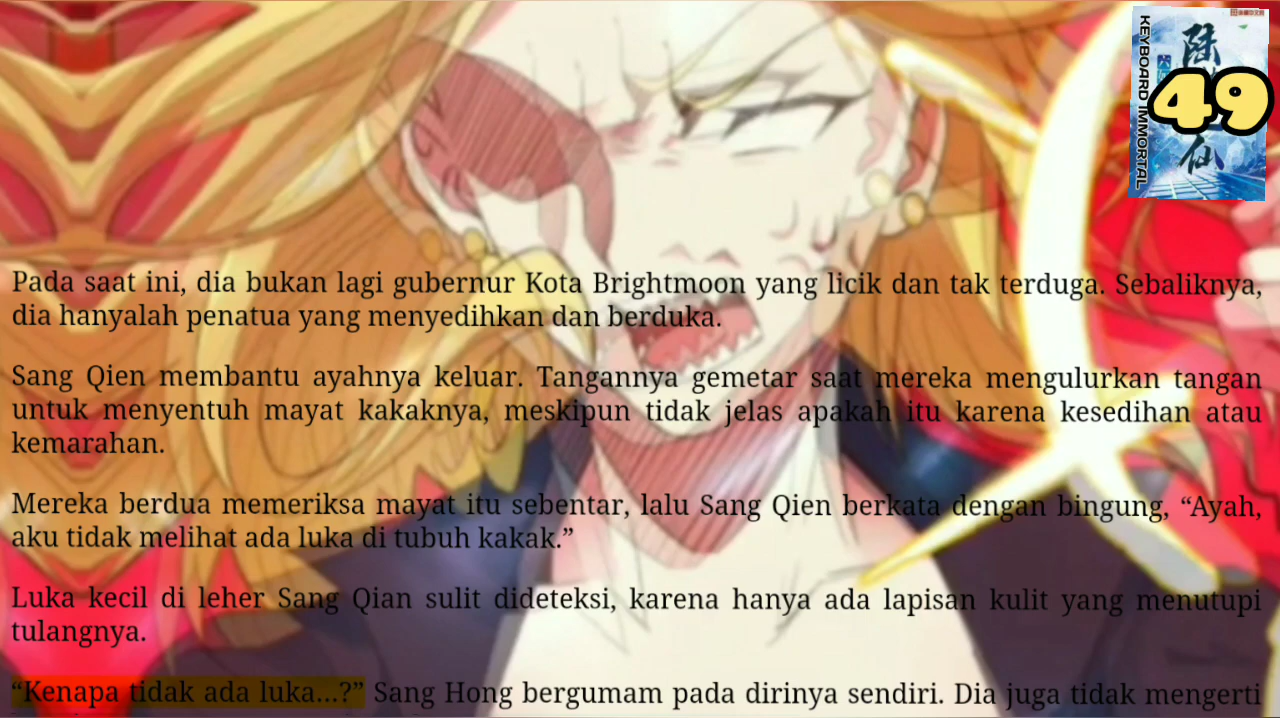 KEYBOARD IMMORTAL
49
Pada saat ini, dia bukan lagi gubernur Kota Brightmoon yang licik dan tak terduga. Sebaliknya,
dia hanyalah penatua yang menyedihkan dan berduka.
Sang Qien membantu ayahnya keluar. Tangannya gemetar saat mereka mengulurkan tangan
untuk menyentuh mayat kakaknya, meskipun tidak jelas apakah itu karena kesedihan atau
kemarahan.
Mereka berdua memeriksa mayat itu sebentar, lalu Sang Qien berkata dengan bingung, “Ayah,
aku tidak melihat ada luka di tubuh kakak.”
Luka kecil di leher Sang Qian sulit dideteksi, karena hanya ada lapisan kulit yang menutupi
tulangnya.
“Kenapa tidak ada luka...?” Sang Hong bergumam pada dirinya sendiri. Dia juga tidak mengerti